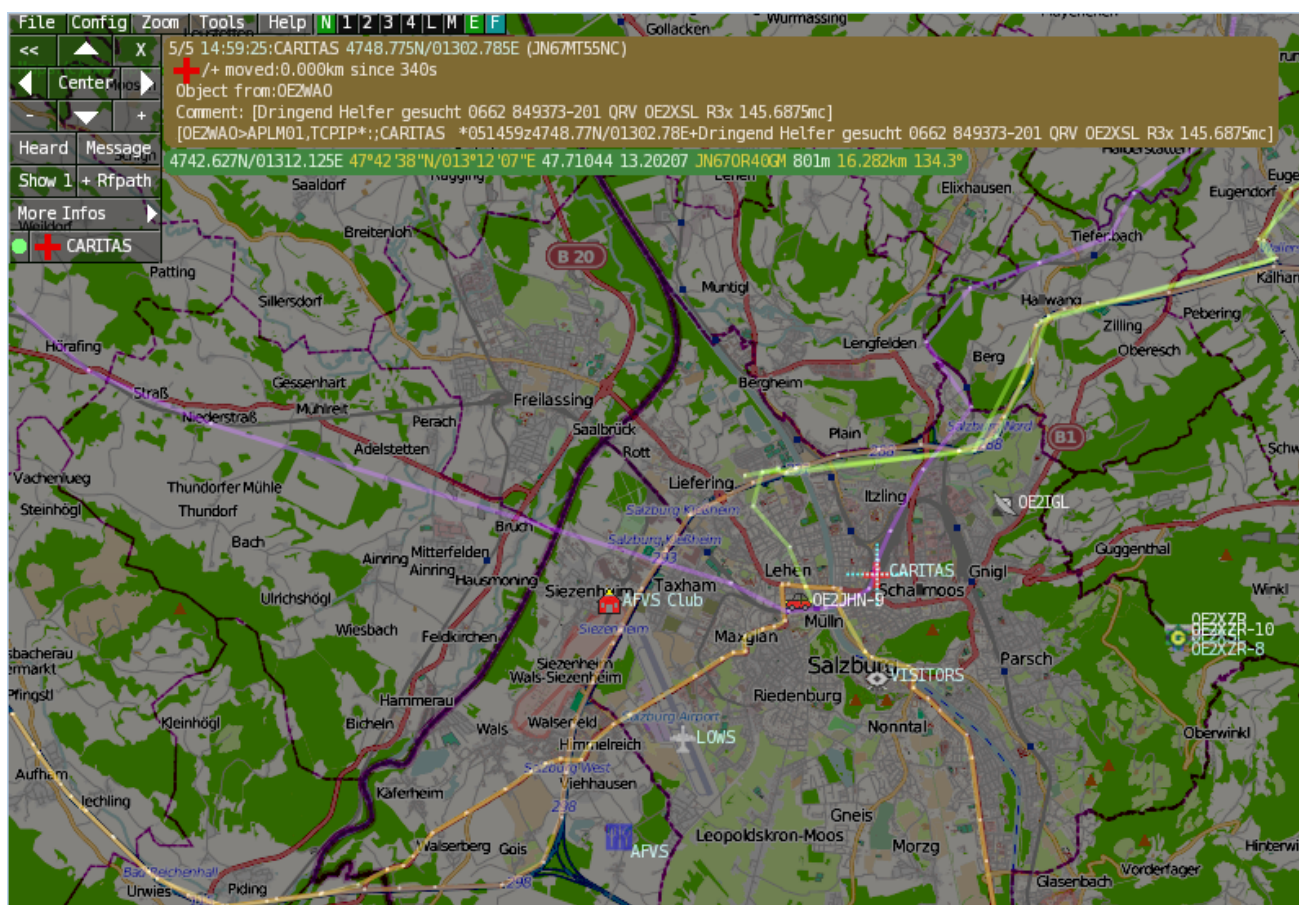 File Config Zoom Tools Help N 1 2 3 4 L M E F
Gollacken
Wurmassing
<< X
5/5 14:59:25:CARITAS 4748.775N/01302.785E (JN67MT55NC)
/+ moved:0.000km since 340s
Center
Object from:OE2WAO
- +
Comment: [Dringend Helfer gesucht 0662 849373-201 QRV OE2XSL R3x 145.6875mc]
[OE2WAO>APLM01,TCPIP*:;CARITAS *051459z4748.77N/01302.78E+Dringend Helfer gesucht 0662 849373-201 QRV OE2XSL R3x 145.6875mc]
Heard Message
4742.627N/01312.125E 47°42'38"N/013°12'07"E 47.71044 13.20207 JN67OR40GM 801m 16.282km 134.3°
Show 1 + Rfpath
Saaldorf
Elixhausen
Eugendorf
More Infos
CARITAS
Breitenloh
Tiefenbach
B 20
Patting
Kalham
Sillersdorf
Muntigl
Hallwang
Pebering
Zilling
Hörafing
Lengfelden
Oberesch
Berg
Gessenhart
Bergheim
Straß
Freilassing
Mühlreit
Niederstraß
Perach
Saalbrück
Plain
Salzburg Nord
B1
Adelstetten
Rott
288
288
Vachenlueg
Thundorfer Mühle
Liefering
Itzling
Steinhögl
Thundorf
Salzburg Kleßheim
OE2IGL
Bruch
Salzburg Kleßheim
Bach
Mitterfelden
293
Guggenthal
Ainring
Ainring
Lehen
CARITAS
Gnigl
Hausmoning
Siezenheim
Taxham
Schallmoos
Winkl
Ulrichshögl
AFVS Club
OE2JHN-9
Mülln
OE2XZR
Wiesbach
Siezenheim
OE2XZR-10
Feldkirchen
Maxglan
OE2XZR-8
Siezenheim
Salzburg
Parsch
Wals-Siezenheim
VISITORS
Pfingstl
Hammerau
Riedenburg
Kleinhögl
Bicheln
Walserfeld
Salzburg Airport
Nonntal
Wals
LOWS
Oberwinkl
Himmelreich
Aufham
Salzburg West
Viehhausen
Jechling
Käferheim
298
Gneis
Leopoldskron-Moos
Walserberg
Gois
AFVS
Morzg
Hinterwi
Bad Reichenhall
Vorderfager
Urwies
Piding
298
Glasenbach